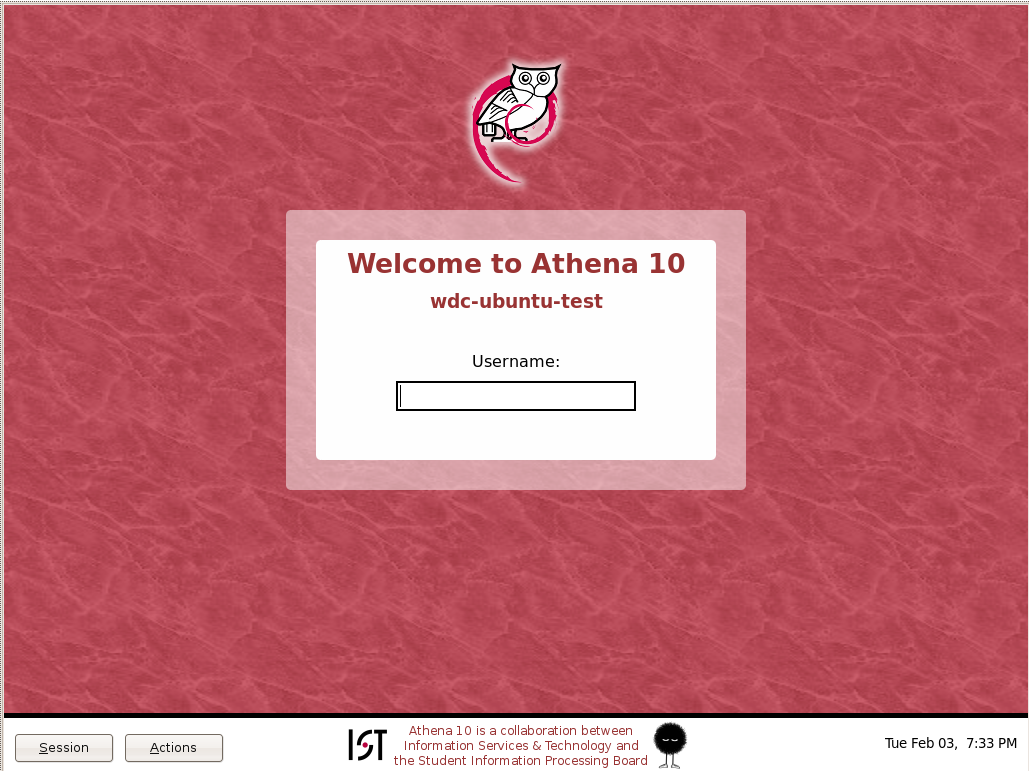 Welcome to Athena 10
wdc-ubuntu-test
Username:
Session
Actions
IST
Athena 10 is a collaboration between
Information Services & Technology and
the Student Information Processing Board
Tue Feb 03, 7:33 PM